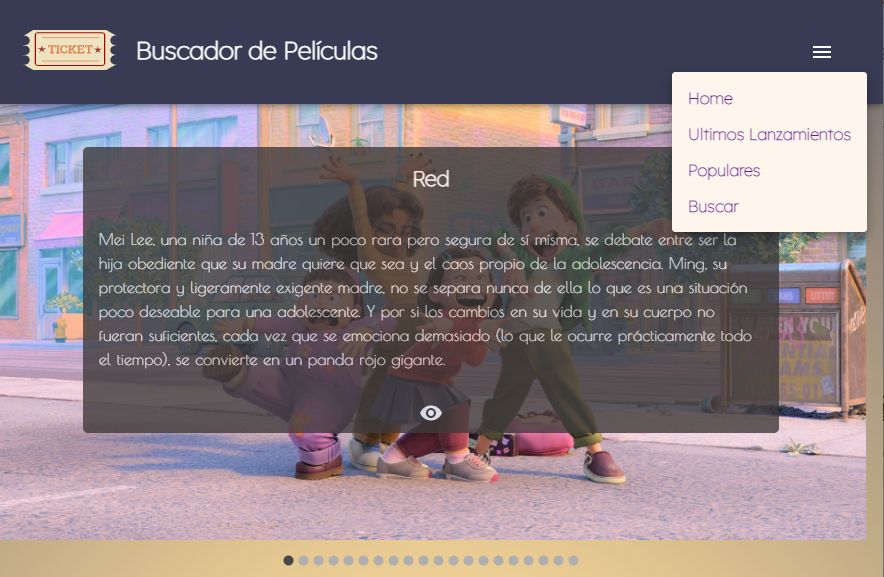 TICKET
Buscador de Películas
Home
Ultimos Lanzamientos
Populares
Buscar
Red
Mei Lee, una niña de 13 años un poco rara pero segura de sí misma, se debate entre ser la
hija obediente que su madre quiere que sea y el caos propio de la adolescencia. Ming, su
protectora y ligeramente exigente madre, no se separa nunca de ella lo que es una situación
poco deseable para una adolescente. Y por si los cambios en su vida y en su cuerpo no
fueran suficientes, cada vez que se emociona demasiado (lo que le ocurre prácticamente todo
el tiempo), se convierte en un panda rojo gigante.